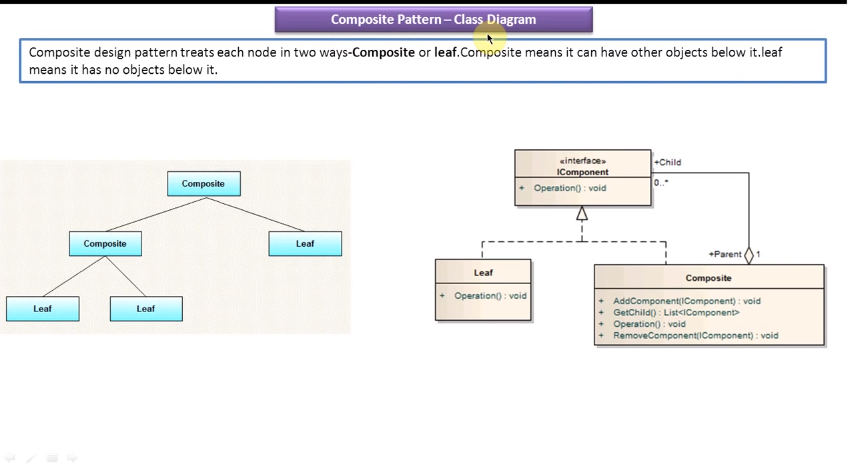 Composite Pattern – Class Diagram
Composite design pattern treats each node in two ways-Composite or leaf.Composite means it can have other objects below it.leaf
means it has no objects below it.
Composite
Composite
Leaf
Leaf
Leaf
«interface»
IComponent
+ Operation() : void
+Child
0..*
+Parent
1
Leaf
+ Operation() : void
Composite
+ AddComponent(IComponent) : void
+ GetChild() : List<IComponent>
+ Operation() : void
+ RemoveComponent(IComponent) : void